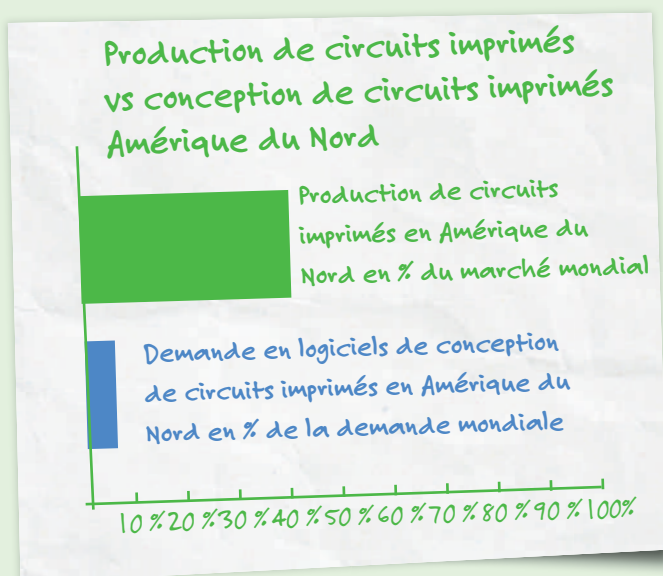 Production de circuits imprimés
vs conception de circuits imprimés
Amérique du Nord
Production de circuits
imprimés en Amérique du
Nord en % du marché mondial
Demande en logiciels de conception
de circuits imprimés en Amérique du
Nord en % de la demande mondiale
10 % 20 % 30 % 40 % 50 % 60 % 70 % 80 % 90 % 100%